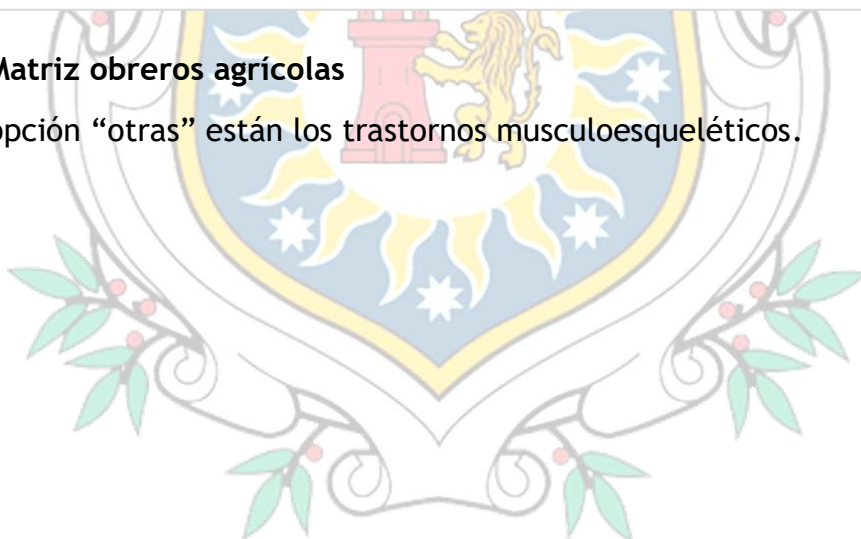 Matriz obreros agrícolas
opción “otras” están los trastornos musculoesqueléticos.